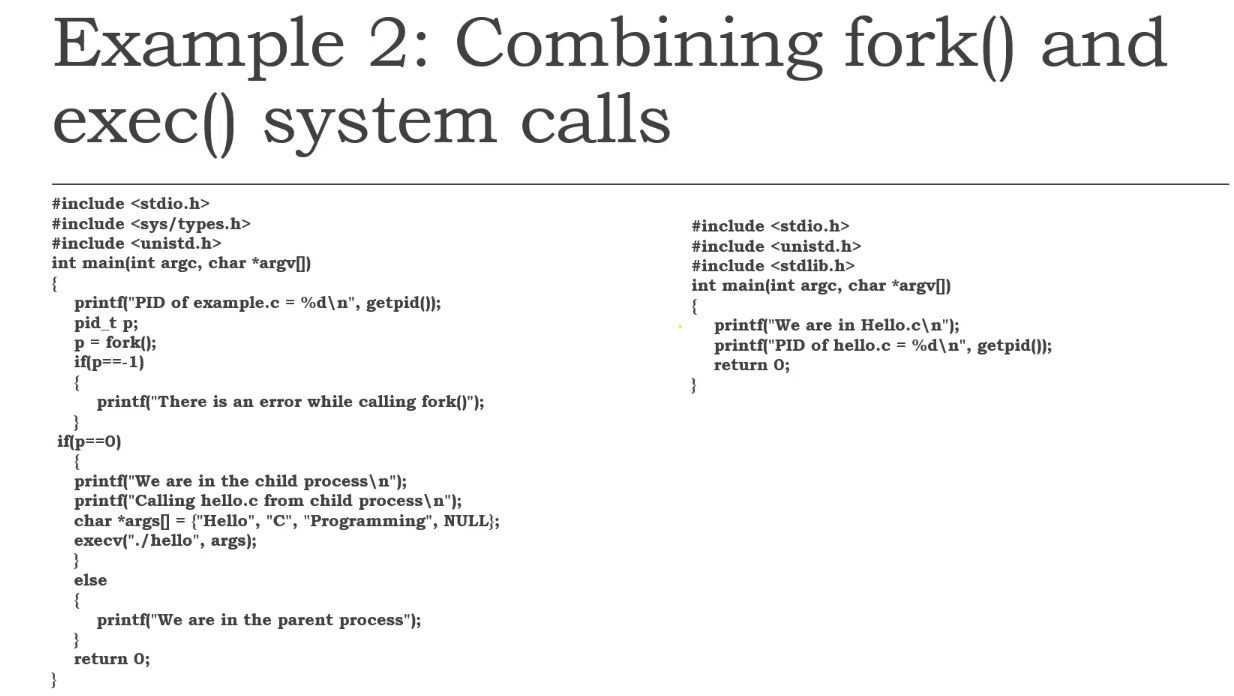 Example 2: Combining fork() and
exec() system calls
#include <stdio.h>
#include <sys/types.h>
#include <unistd.h>
int main(int argc, char *argv[])
{
printf("PID of example.c = %d\n", getpid());
pid_t p;
p = fork();
if(p==-1)
{
printf("There is an error while calling fork()");
}
if(p==0)
{
printf("We are in the child process\n");
printf("Calling hello.c from child process\n");
char *args[] = {"Hello", "C", "Programming", NULL};
execv("./hello", args);
}
else
{
printf("We are in the parent process");
}
return 0;
}
#include <stdio.h>
#include <unistd.h>
#include <stdlib.h>
int main(int argc, char *argv[])
{
printf("We are in Hello.c\n");
printf("PID of hello.c = %d\n", getpid());
return 0;
}